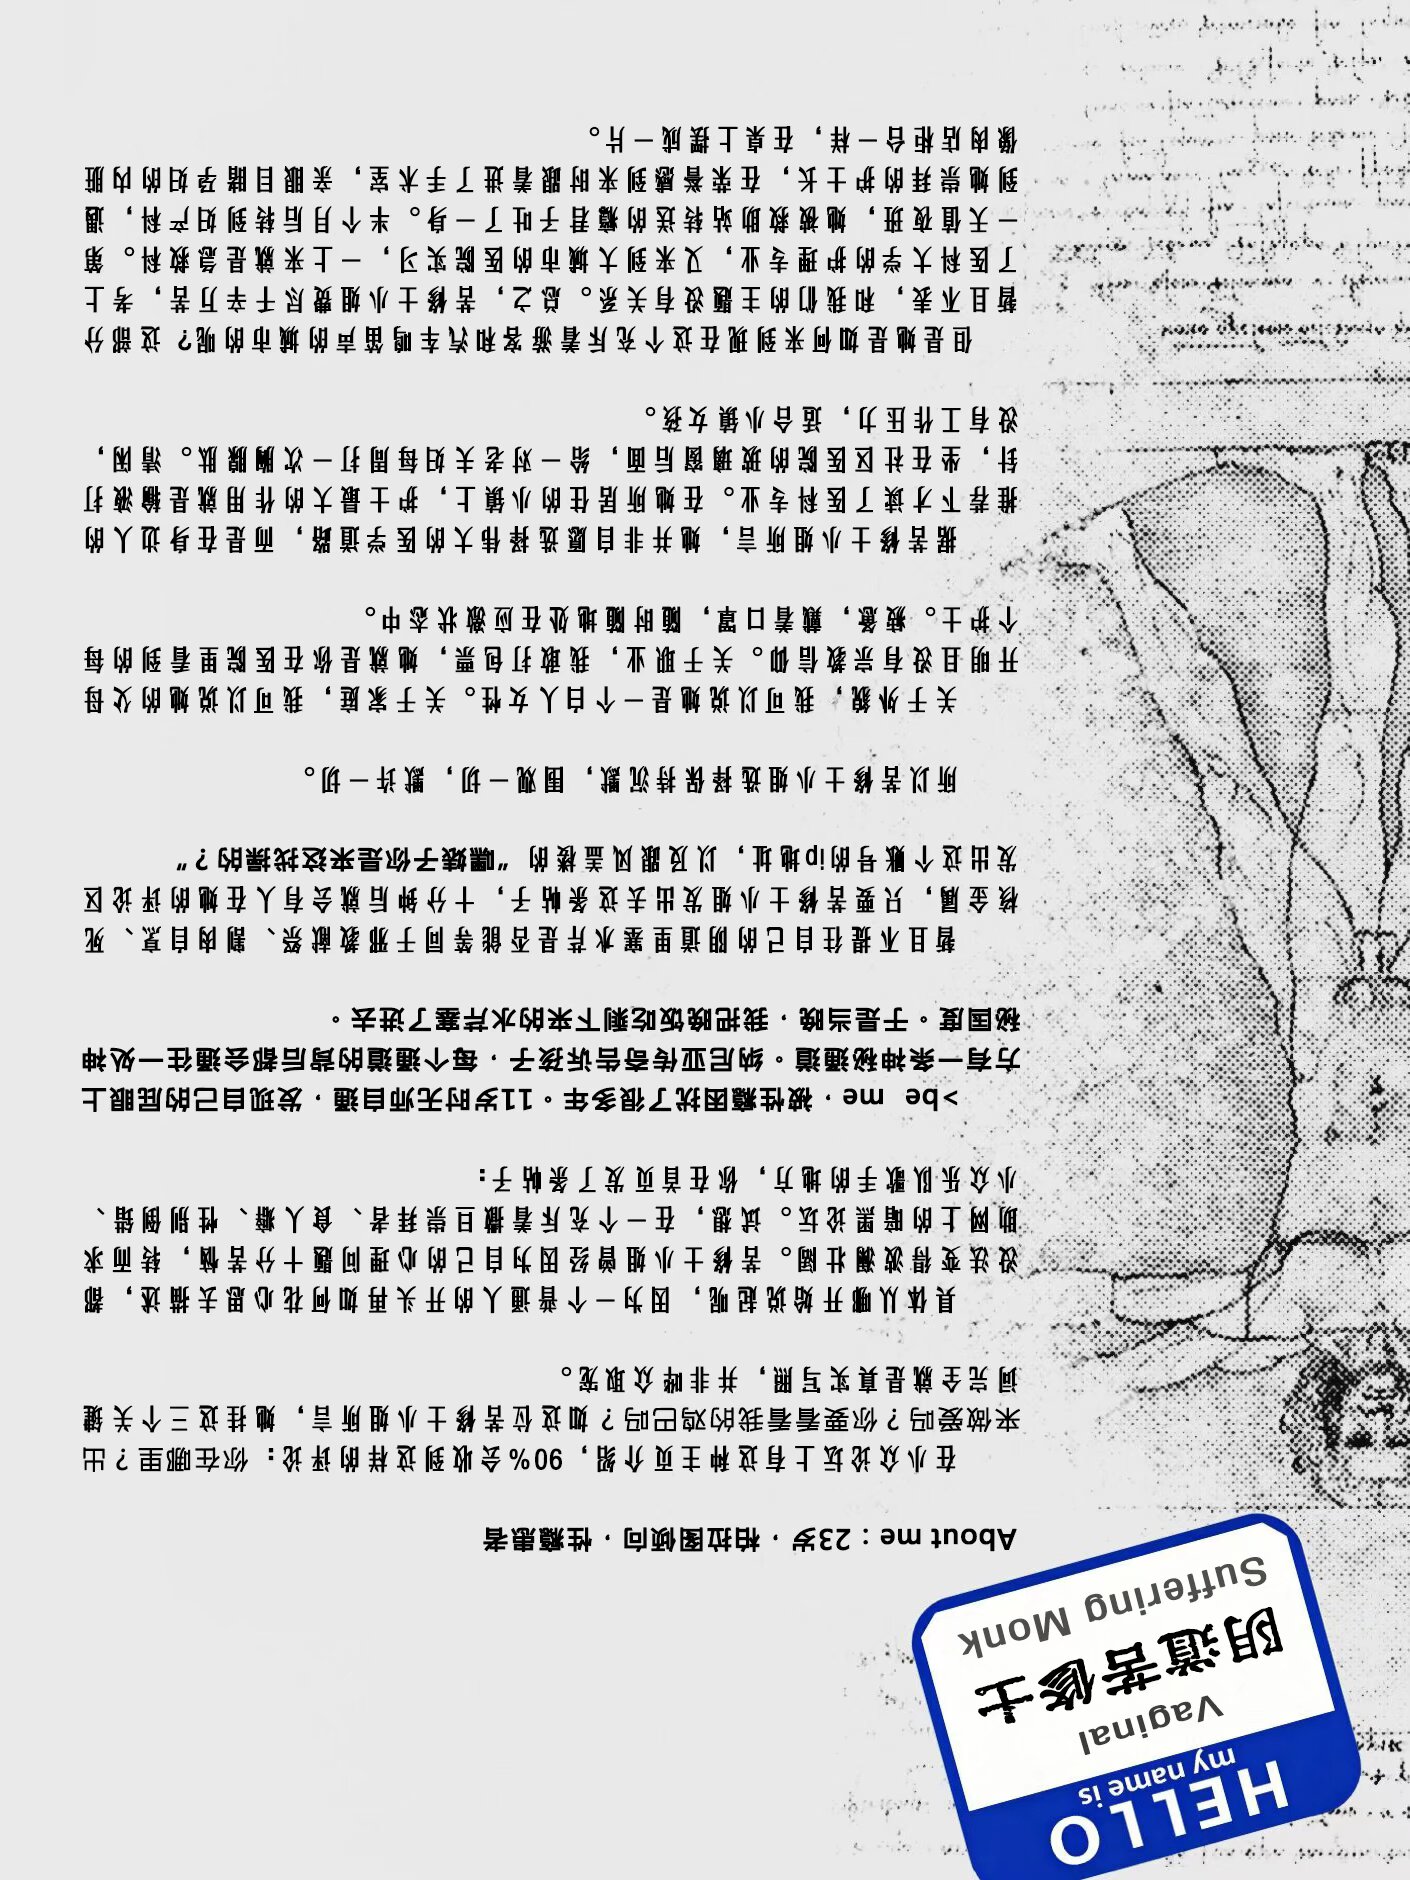 HELLO
my name is
Vaginal
阴道苦修士
Suffering Monk
About me：23岁，柏拉图倾向，性瘾患者
在小众论坛上有这种主页介绍，90%会收到这样的评论：你在哪里？出
来做爱吗？你要看看我的鸡巴吗？如这位苦修士小姐所言，她挂这三个关键
词完全就是真实写照，并非哗众取宠。
具体从哪开始说起呢，因为一个普通人的开头再如何花心思去描述，都
没法变得波澜壮阔。苦修士小姐曾经因为自己的心理问题十分苦恼，转而求
助网上的暗黑论坛。试想，在一个充斥着撒旦崇拜者、食人癖、性别倒错、
小众乐队歌手的地方，你在首页发了条帖子：
>be me，被性瘾困扰了很多年。11岁时无师自通，发现自己的屁眼上
方有一条神秘通道。纳尼亚传奇告诉孩子，每个通道的背后都会通往一处神
秘国度。于是当晚，我把晚饭吃剩下来的水芹塞了进去。
暂且不提往自己的阴道里塞水芹是否能等同于邪教献祭、割肉自烹、死
核金属，只要苦修士小姐发出去这条帖子，十分钟后就会有人在她的评论区
发出这个账号的ip地址，以及跟风盖楼的“嘿婊子你是来这找操的？”
所以苦修士小姐选择保持沉默，围观一切，默许一切。
关于外貌，我可以说她是一个白人女性。关于家庭，我可以说她的父母
开明且没有宗教信仰。关于职业，我敢打包票，她就是你在医院里看到的每
个护士。疲惫，戴着口罩，随时随地处在应激状态中。
据苦修士小姐所言，她并非自愿选择伟大的医学道路，而是在身边人的
推荐下才读了医科专业。在她所居住的小镇上，护士最大的作用就是输液打
针，坐在社区医院的玻璃窗后面，给一对老夫妇每周打一次胸腺肽。清闲，
没有工作压力，适合小镇女孩。
但是她是如何来到现在这个充斥着游客和汽车鸣笛声的城市的呢？这部分
暂且不表，和我们的主题没有关系。总之，苦修士小姐费尽千辛万苦，考上
了医科大学的护理专业，又来到大城市的医院实习，一上来就是急救科。第
一天值夜班，她被救助站转送的瘾君子吐了一身。半个月后转到妇产科，遇
到她崇拜的护士长，在荣誉感到来时跟着进了手术室，亲眼目睹孕妇的内脏
像肉店柜台一样，在桌上摆成一片。